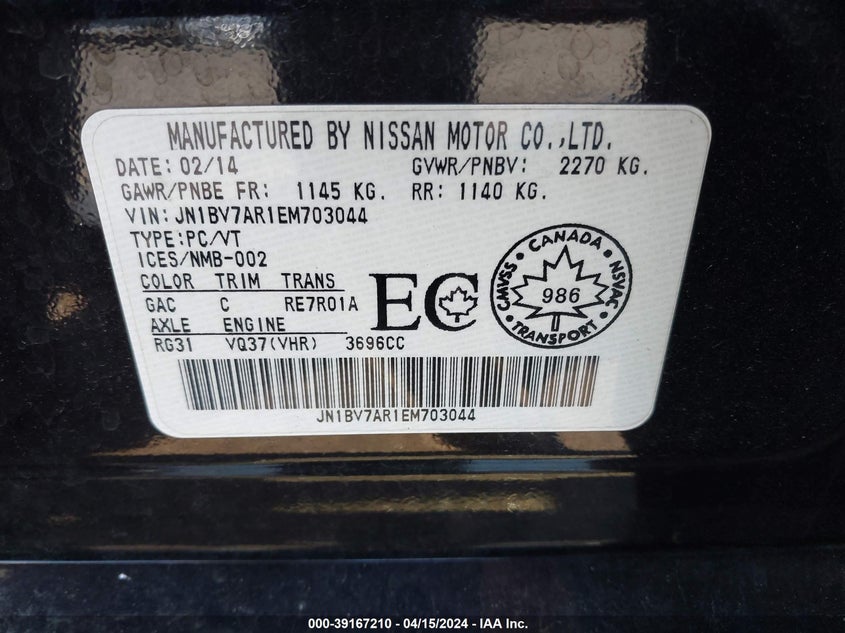 MANUFACTURED BY NISSAN MOTOR CO.,LTD.
DATE: 02/14 GVWR/PNBV: 2270 KG.
GAWR/PNBE FR: 1145 KG. RR: 1140 KG.
VIN: JN1BV7AR1EM703044
TYPE:PC/VT
ICES/NMB-002
COLOR TRIM TRANS
GAC C RE7R01A
AXLE ENGINE
RG31 VQ37(VHR) 3696CC
EC
CANADA
CMVSS
NSVAC
986
TRANSPORT
JN1BV7AR1EM703044
000-39167210 - 04/15/2024 - IAA Inc.